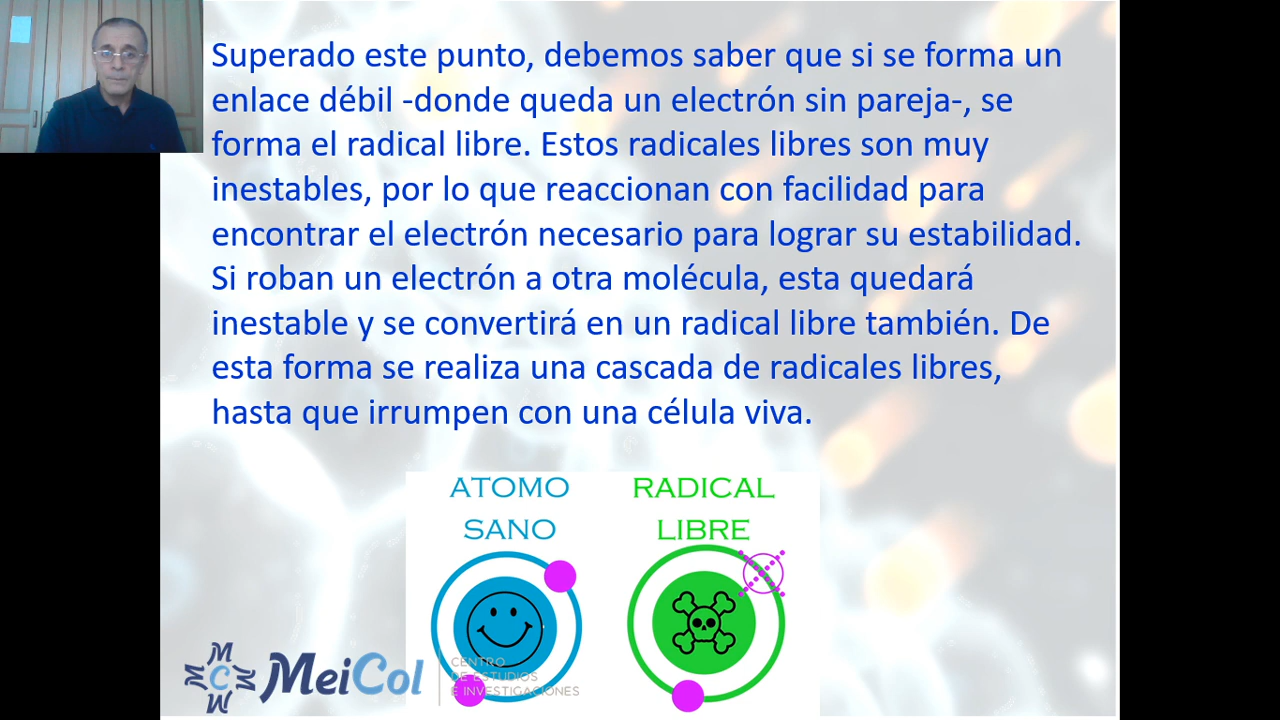 Superado este punto, debemos saber que si se forma un
enlace débil -donde queda un electrón sin pareja-, se
forma el radical libre. Estos radicales libres son muy
inestables, por lo que reaccionan con facilidad para
encontrar el electrón necesario para lograr su estabilidad.
Si roban un electrón a otra molécula, esta quedará
inestable y se convertirá en un radical libre también. De
esta forma se realiza una cascada de radicales libres,
hasta que irrumpen con una célula viva.
ATOMO
SANO
RADICAL
LIBRE
MeiCol
CENTRO
DE ESTUDIOS
E INVESTIGACIONES